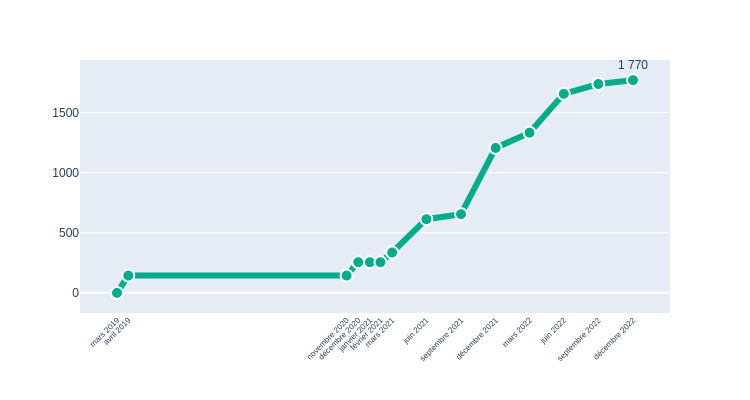 1 770
1500
1000
500
0
mars 2019
avril 2019
novembre 2020
décembre 2020
janvier 2021
février 2021
mars 2021
juin 2021
septembre 2021
décembre 2021
mars 2022
juin 2022
septembre 2022
décembre 2022